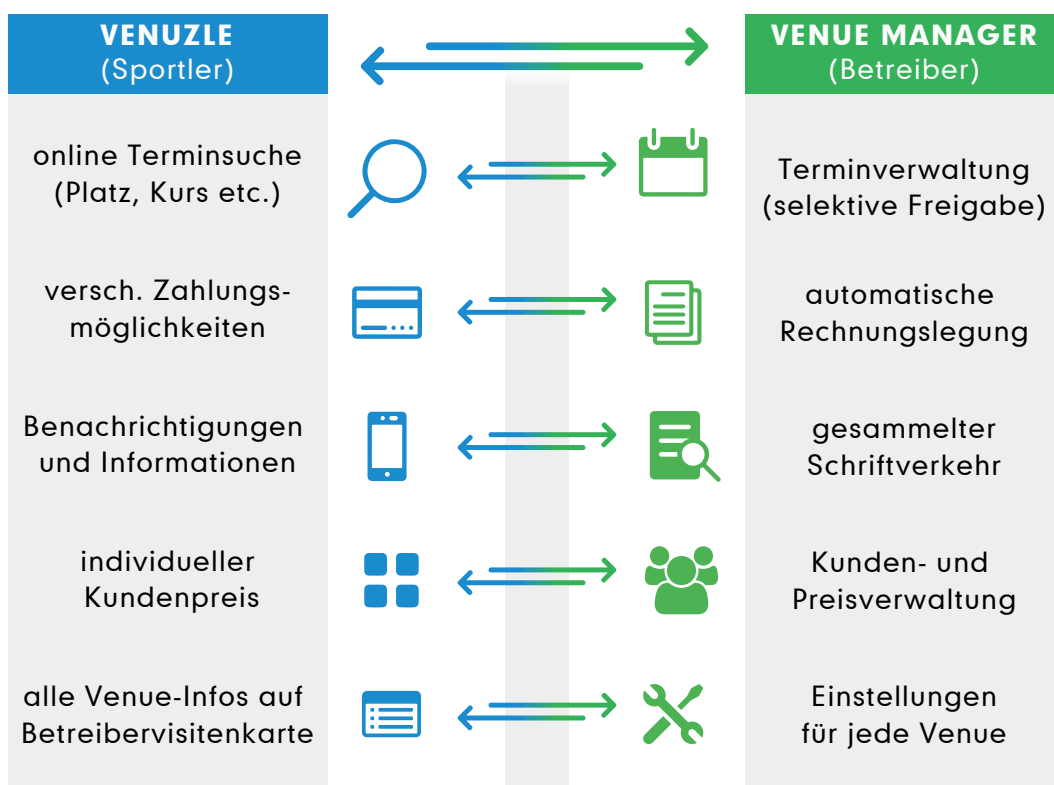 VENUZLE
(Sportler)
VENUE MANAGER
(Betreiber)
online Terminsuche
(Platz, Kurs etc.)
Terminverwaltung
(selektive Freigabe)
versch. Zahlungs-
möglichkeiten
automatische
Rechnungslegung
Benachrichtigungen
und Informationen
gesammelter
Schriftverkehr
individueller
Kundenpreis
Kunden- und
Preisverwaltung
alle Venue-Infos auf
Betreibervisitenkarte
Einstellungen
für jede Venue